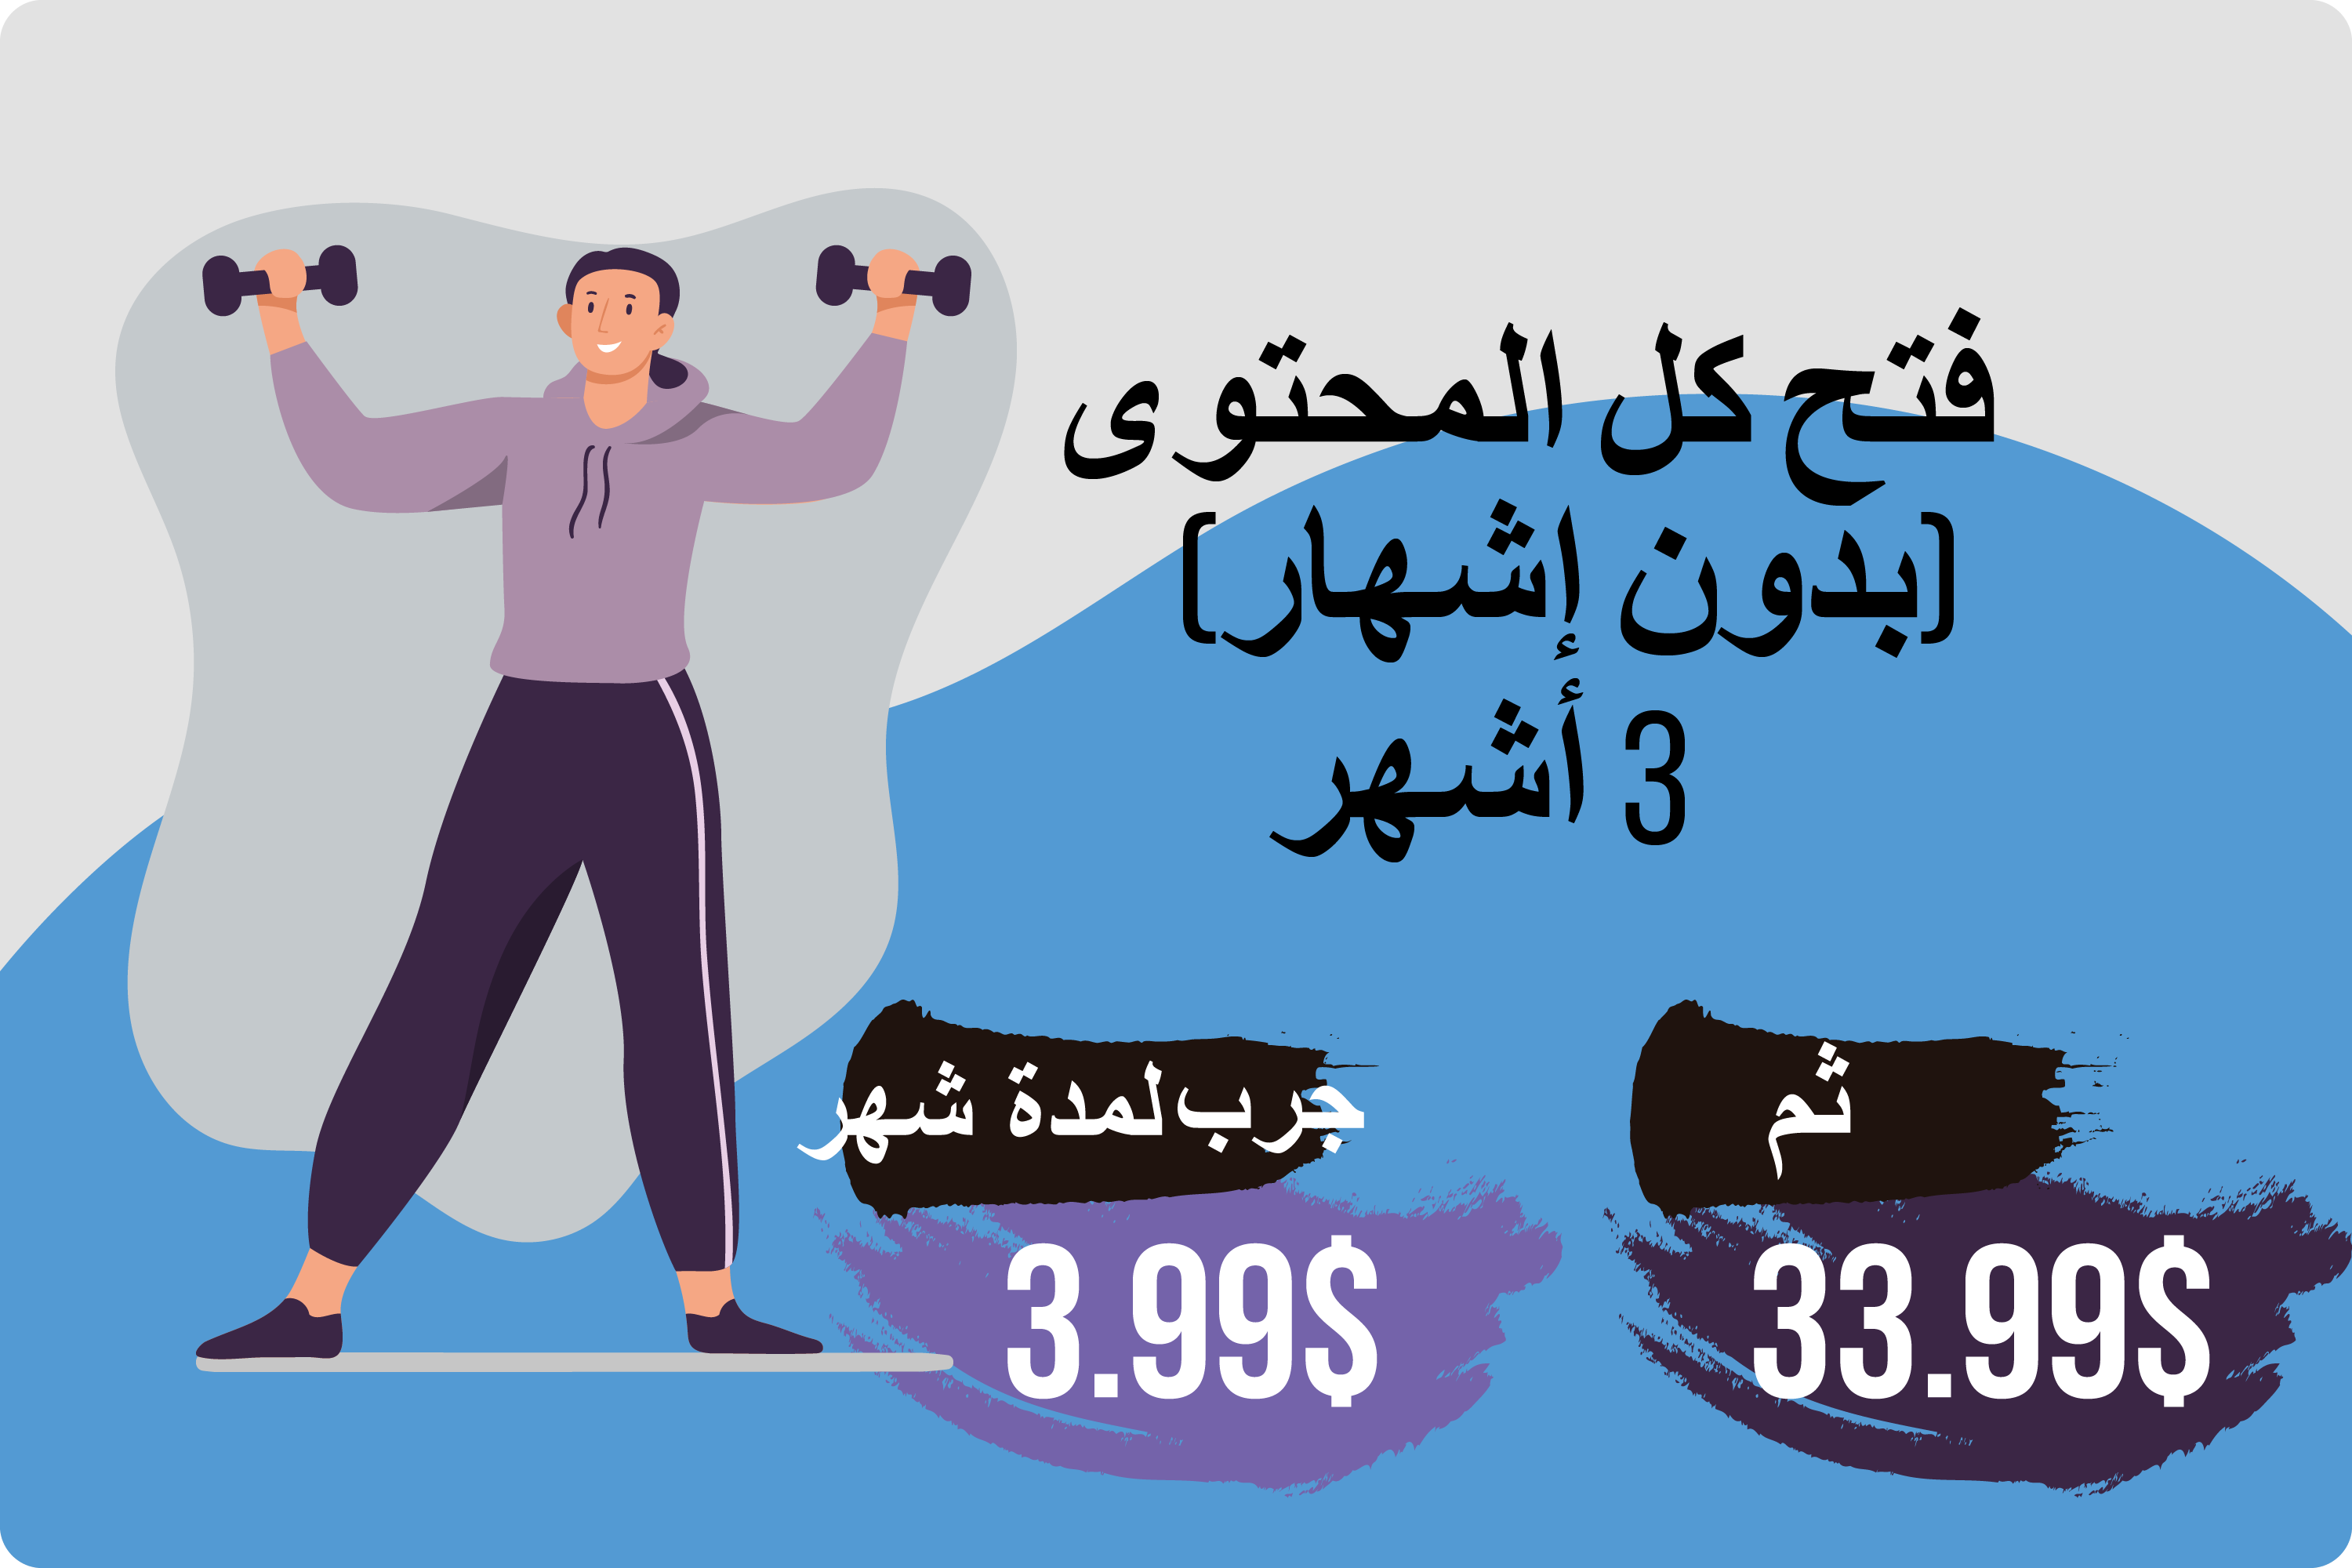 فتح كل المحتوى
(بدون إشهار)
3 أشهر
جرب لمدة شهر
3.99$
ثم
33.99$